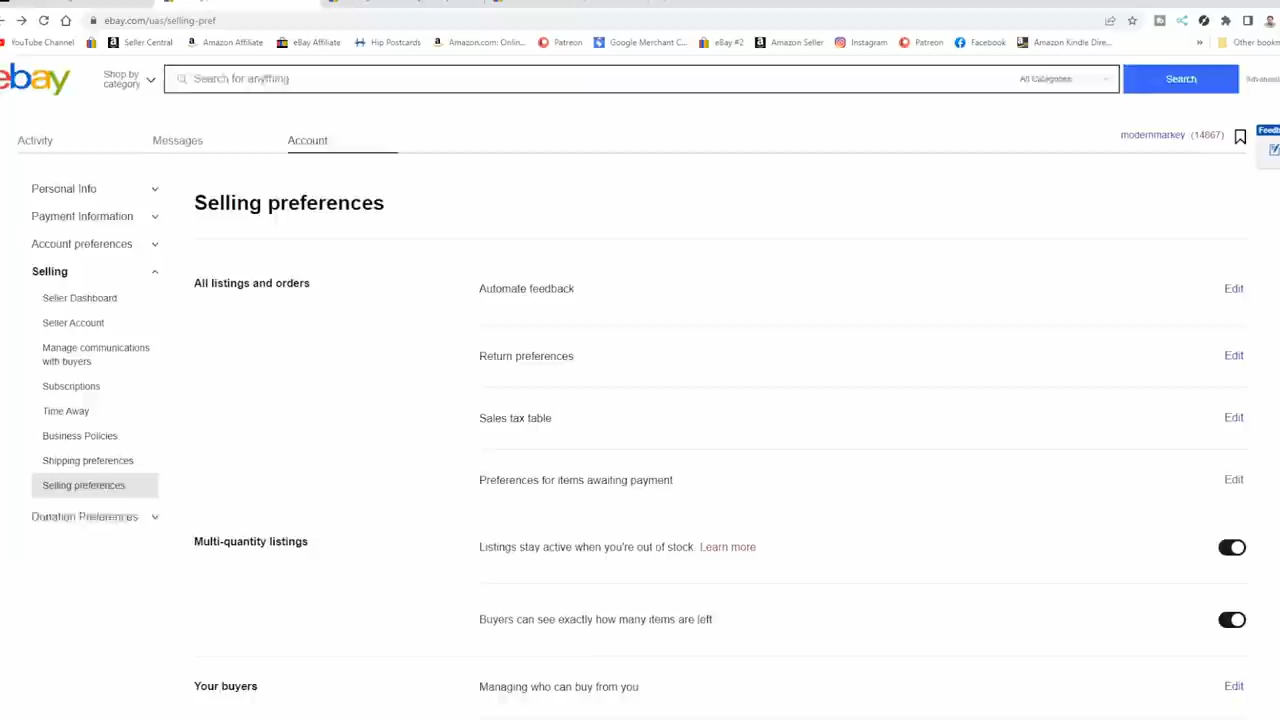 ebay.com/uas/selling-pref
YouTube Channel Seller Central Amazon Affiliate eBay Affiliate Hip Postcards Amazon.com: Onlin... Patreon Google Merchant C... eBay #2 Amazon Seller Instagram Patreon Facebook Amazon Kindle Dire... » Other bookm
ebay Shop by category Search for anything All Categories Search Advanced
Activity Messages Account modernmarkey (14867) Feedb
Personal Info
Payment Information
Account preferences
Selling
Seller Dashboard
Seller Account
Manage communications
with buyers
Subscriptions
Time Away
Business Policies
Shipping preferences
Selling preferences
Donation Preferences
Selling preferences
All listings and orders
Automate feedback Edit
Return preferences Edit
Sales tax table Edit
Preferences for items awaiting payment Edit
Multi-quantity listings
Listings stay active when you're out of stock. Learn more
Buyers can see exactly how many items are left
Your buyers
Managing who can buy from you Edit